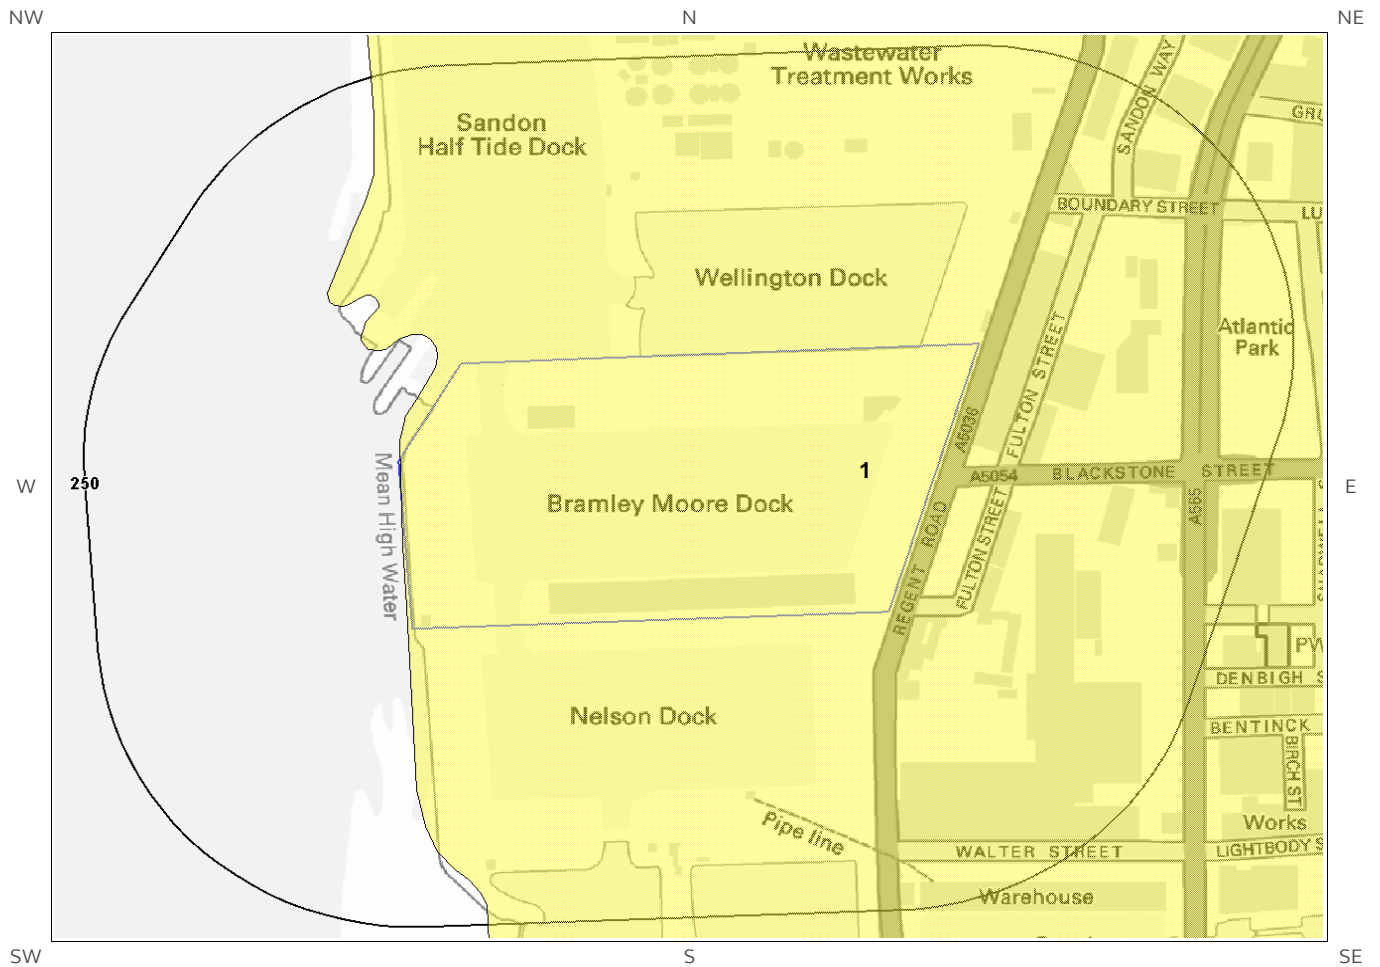 NW
N
NE
Wastewater
Treatment Works
SANDON WAY
Sandon
Half Tide Dock
BOUNDARY STREET
LU
Wellington Dock
Atlantic
Park
FULTON STREET
A5036
W
250
1
A5054
BLACKSTONE STREET
E
Mean High Water
Bramley Moore Dock
A565
REGENT ROAD
FULTON STREET
PW
DENBIGH S
Nelson Dock
BENTINCK
BIRCH ST
Pipe line
Works
WALTER STREET
LIGHTBODY S
Warehouse
SW
S
SE